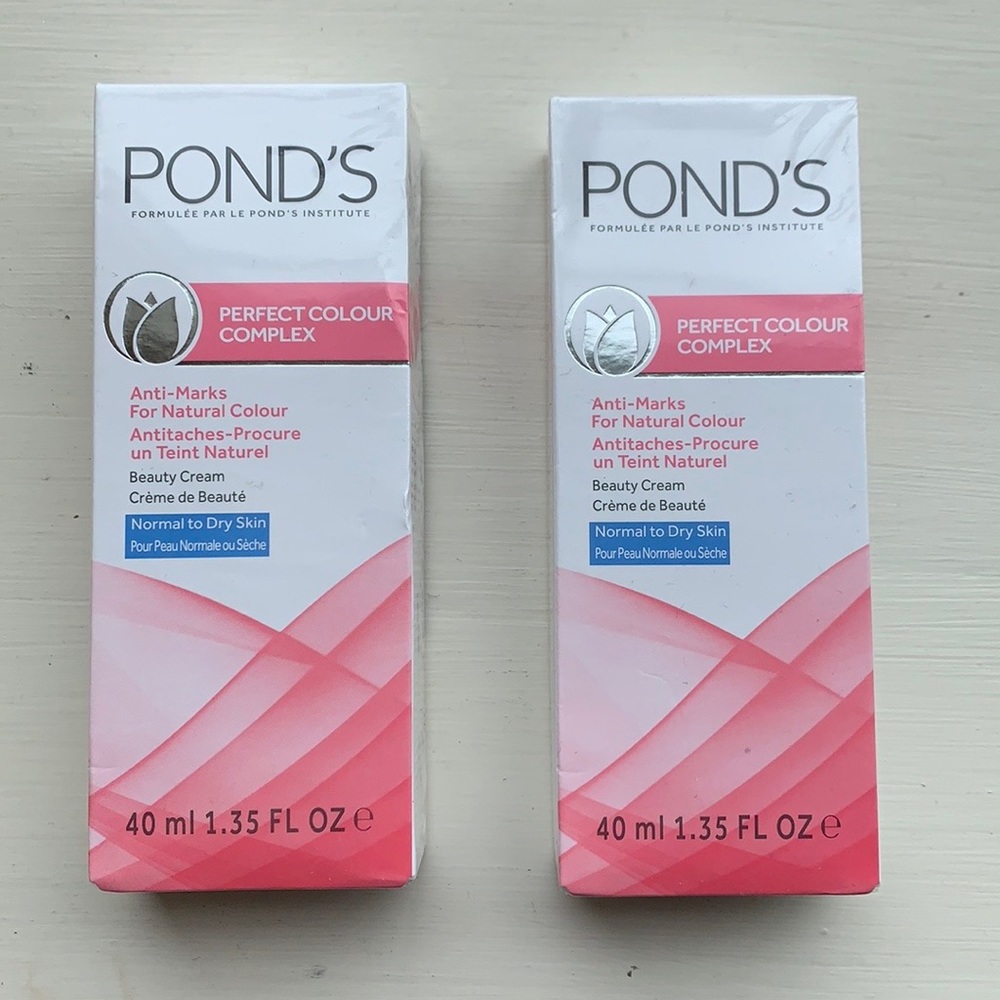 POND'S
FORMULÉE PAR LE POND'S INSTITUTE
PERFECT COLOUR
COMPLEX
Anti-Marks
For Natural Colour
Antitaches-Procure
un Teint Naturel
Beauty Cream
Crème de Beauté
Normal to Dry Skin
Pour Peau Normale ou Sèche
40 ml 1.35 FL OZ e
POND'S
FORMULÉE PAR LE POND'S INSTITUTE
PERFECT COLOUR
COMPLEX
Anti-Marks
For Natural Colour
Antitaches-Procure
un Teint Naturel
Beauty Cream
Crème de Beauté
Normal to Dry Skin
Pour Peau Normale ou Sèche
40 ml 1.35 FL OZ e